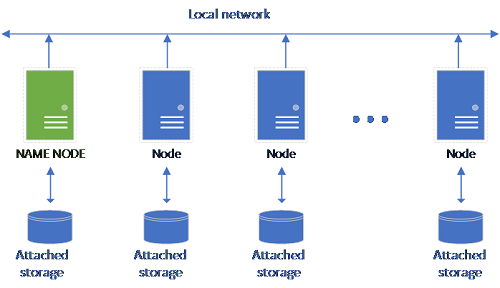 Local network
NAME NODE
Node
Node
Node
Attached
storage
Attached
storage
Attached
storage
Attached
storage